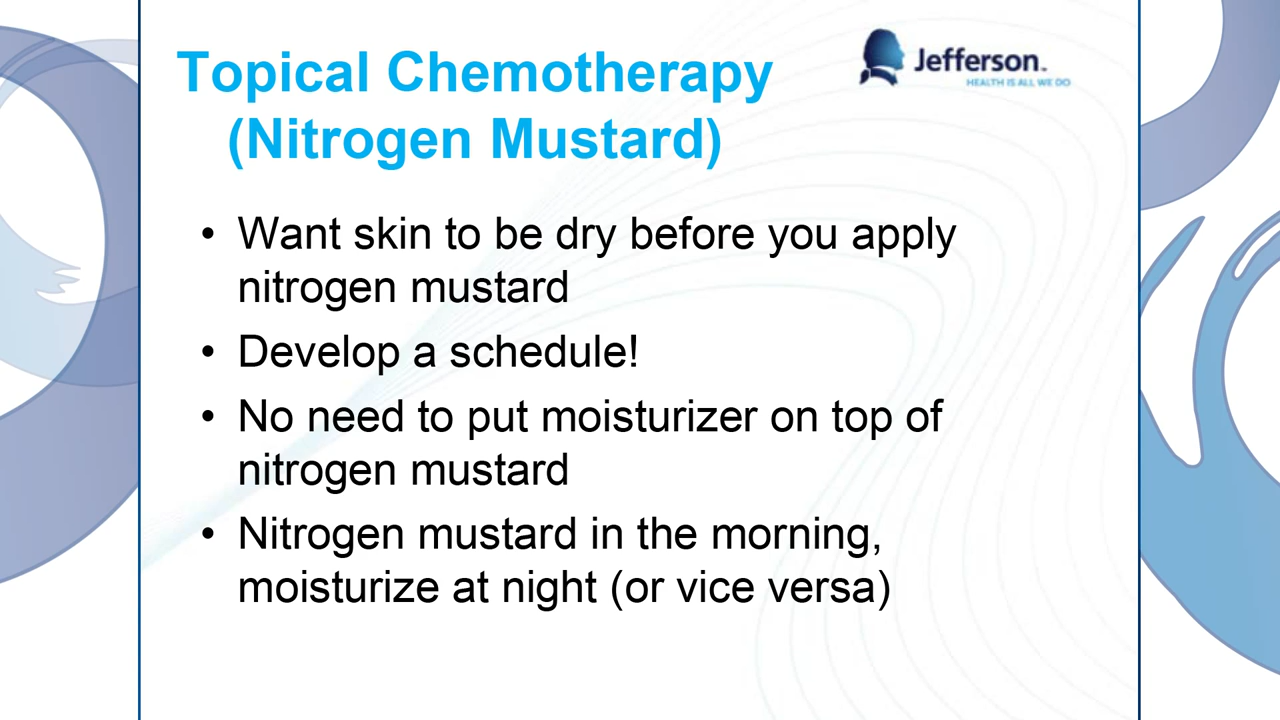 Topical Chemotherapy
(Nitrogen Mustard)
Jefferson™
HEALTH IS ALL WE DO
• Want skin to be dry before you apply
nitrogen mustard
• Develop a schedule!
• No need to put moisturizer on top of
nitrogen mustard
• Nitrogen mustard in the morning,
moisturize at night (or vice versa)